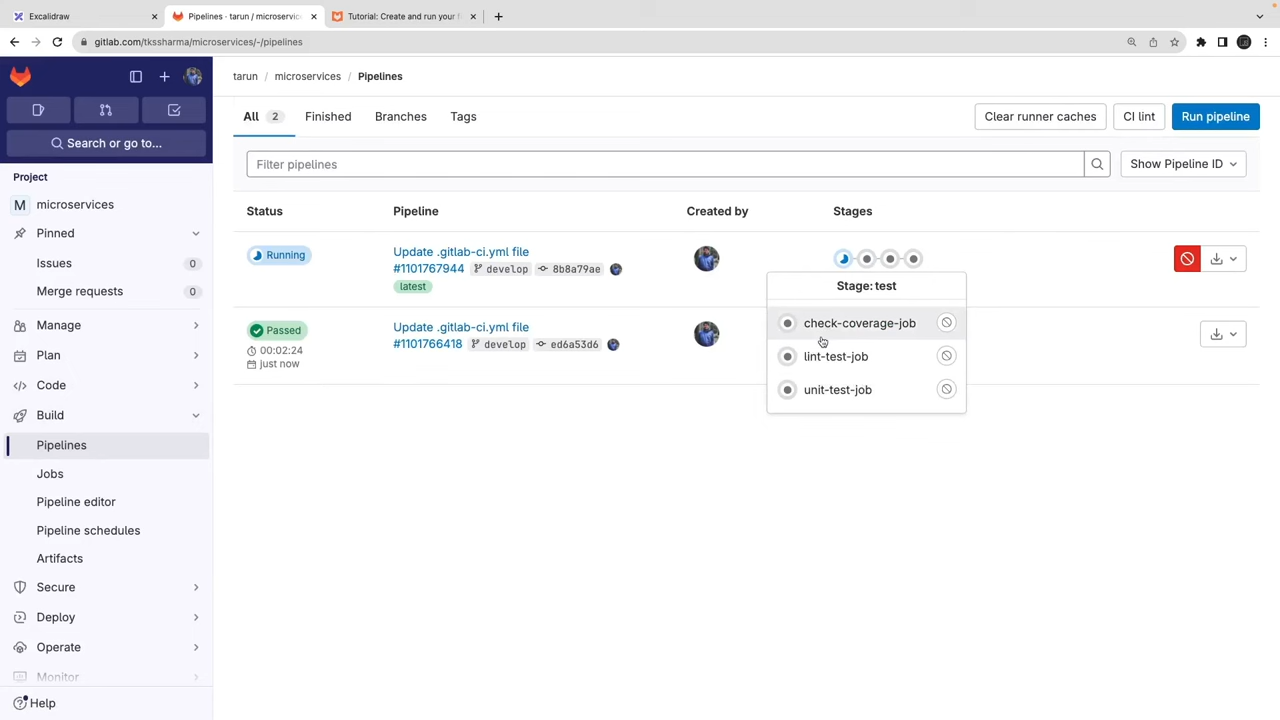 Excalidraw
Pipelines · tarun / microservic
Tutorial: Create and run your f
gitlab.com/tkssharma/microservices/-/pipelines
tarun / microservices / Pipelines
All 2 Finished Branches Tags
Clear runner caches CI lint Run pipeline
Search or go to...
Filter pipelines
Show Pipeline ID
Project
M microservices
Pinned
Issues 0
Merge requests 0
Manage
Plan
Code
Build
Pipelines
Jobs
Pipeline editor
Pipeline schedules
Artifacts
Secure
Deploy
Operate
Monitor
Help
Status Pipeline Created by Stages
Running
Update .gitlab-ci.yml file
#1101767944 develop 8b8a79ae
latest
Stage: test
check-coverage-job
lint-test-job
unit-test-job
Passed
00:02:24
just now
Update .gitlab-ci.yml file
#1101766418 develop ed6a53d6